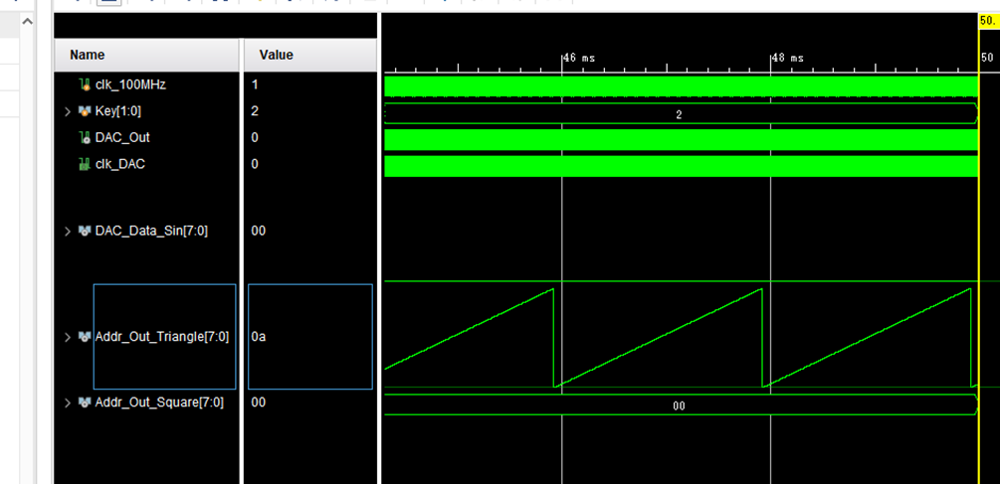 50.
Name Value
46 ms 48 ms 50
clk_100MHz 1
Key[1:0] 2 2
DAC_Out 0
clk_DAC 0
DAC_Data_Sin[7:0] 00
Addr_Out_Triangle[7:0] 0a
Addr_Out_Square[7:0] 00 00